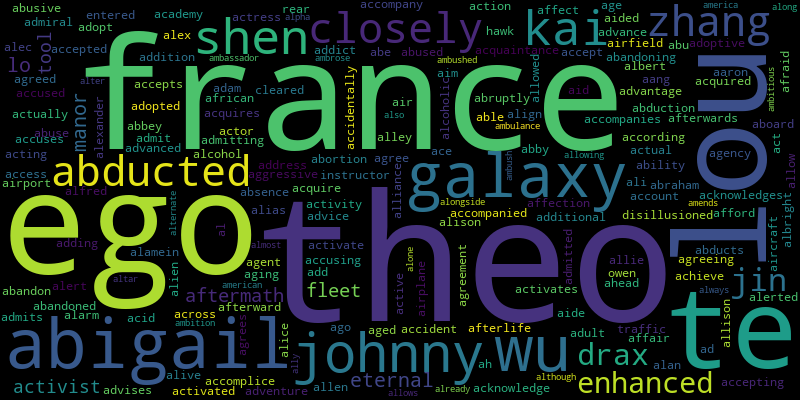 abusive entered academy actress rear alpha accompany action age aided america along
admiral adopt alex addict hawk affect advance adoptive
alec accepted addition ambassador ambrose abe abused acquaintance accept abandoning abu afraid
shen closely kai zhang
lo tool agreed accepts adam cleared aim ambushed allowed airfield albert aaron ambitious
accused alter adopted african accidentally air alcoholic abruptly align aang advantage acquired
france
actually manor alexander abbey acquires actor alley able ambulance accompanies abduction aid afterwards
accuses abuse admit admitting ace abby according aboard act
acting advanced alcohol abortion agree allowing actual agency allow
access abducted address instructor alliance galaxy ambush ability lou
airport alfred aggressive acquire ali abraham acknowledges albright
ego absence activity alongside affection account amends
alternate alias advice accompanied additional afford disillusioned
adding alamein al theo alison admitted abducts aircraft
alien almost activate alone allie agreeing always
abandon alert agent accusing active airplane agreement owen achieve jin
altar aging add activates ahead alerted
abandoned aftermath fleet te
admits alarm acid american afterward aide allison
across ambition ago aged accident afterlife adult traffic
abigail agrees alice johnny wu affair ad
ally ah although drax alan
alive accomplice eternal already acknowledge enhanced accepting
activist advises activated adventure allen allows